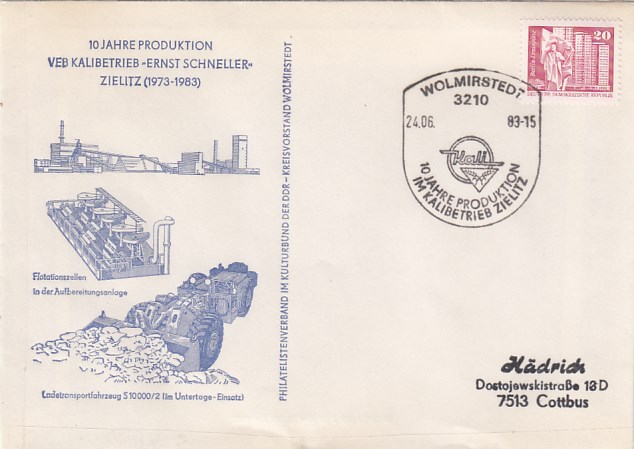 10 JAHRE PRODUKTION
VEB KALIBETRIEB "ERNST SCHNELLER"
ZIELITZ (1973-1983)
Flotationszellen
in der Aufbereitungsanlage
Ladetransportfahrzeug S 10000/2 (im Untertage-Einsatz)
PHILATELISTENVERBAND IM KULTURBUND DER DDR - KREISVORSTAND WOLMIRSTEDT
20
DEUTSCHE DEMOKRATISCHE REPUBLIK
WOLMIRSTEDT
3210
24.06. 83-15
Kali
10 JAHRE PRODUKTION
IM KALIBETRIEB ZIELITZ
Hädrich
Dostojewskistraße 13D
7513 Cottbus